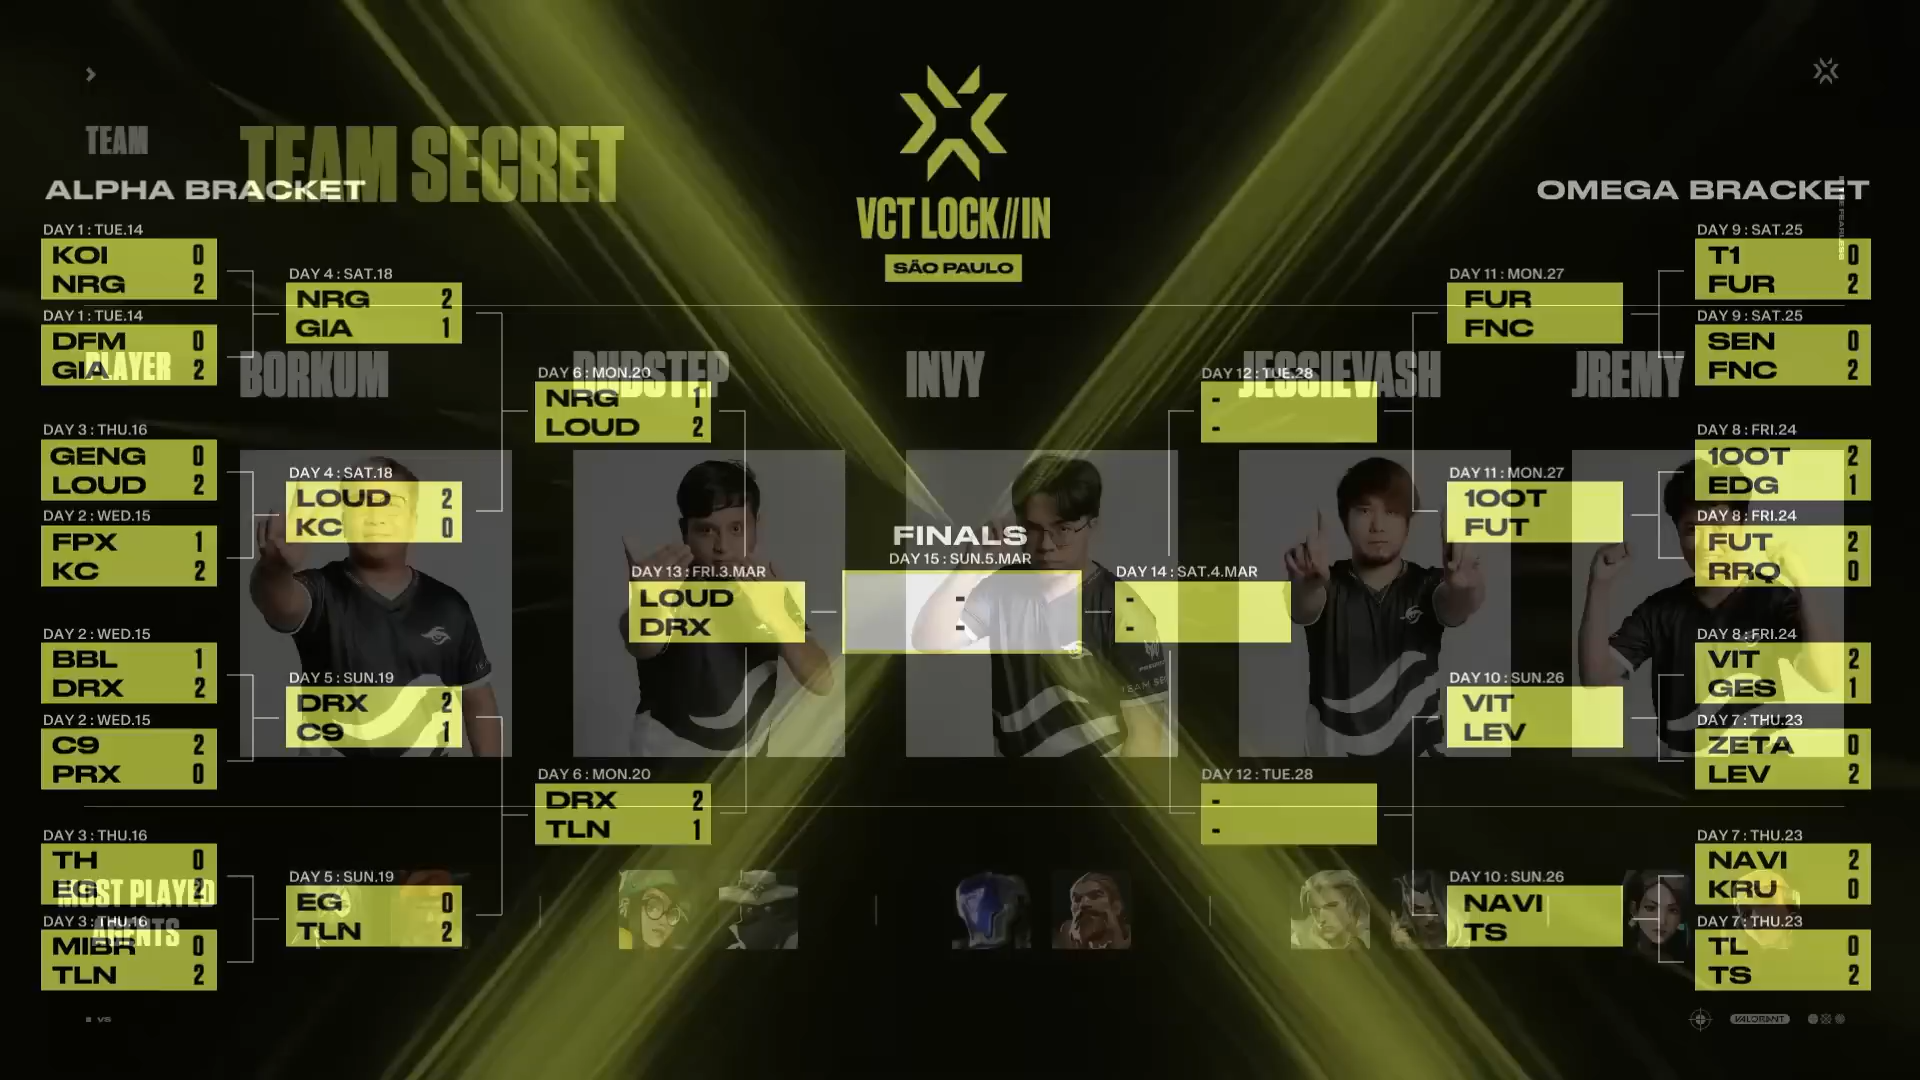 TEAM
TEAM SECRET
VCT LOCK//IN
SÃO PAULO
ALPHA BRACKET
OMEGA BRACKET
DAY 1 : TUE.14
KOI 0
NRG 2
DAY 1 : TUE.14
DFM 0
GIA 2
DAY 3 : THU.16
GENG 0
LOUD 2
DAY 2 : WED.15
FPX 1
KC 2
DAY 2 : WED.15
BBL 1
DRX 2
DAY 2 : WED.15
C9 2
PRX 0
DAY 3 : THU.16
TH 0
EG 2
DAY 3 : THU.16
MIBR 0
TLN 2
DAY 4 : SAT.18
NRG 2
GIA 1
DAY 4 : SAT.18
LOUD 2
KC 0
DAY 5 : SUN.19
DRX 2
C9 1
DAY 5 : SUN.19
EG 0
TLN 2
DAY 6 : MON.20
NRG 1
LOUD 2
DAY 6 : MON.20
DRX 2
TLN 1
DAY 13 : FRI.3.MAR
LOUD
DRX
FINALS
DAY 15 : SUN.5.MAR
-
-
DAY 14 : SAT.4.MAR
-
-
DAY 12 : TUE.28
-
-
DAY 12 : TUE.28
-
-
DAY 11 : MON.27
FUR
FNC
DAY 11 : MON.27
100T
FUT
DAY 10 : SUN.26
VIT
LEV
DAY 10 : SUN.26
NAVI
TS
DAY 9 : SAT.25
T1 0
FUR 2
DAY 9 : SAT.25
SEN 0
FNC 2
DAY 8 : FRI.24
100T 2
EDG 1
DAY 8 : FRI.24
FUT 2
RRQ 0
DAY 8 : FRI.24
VIT 2
GES 1
DAY 7 : THU.23
ZETA 0
LEV 2
DAY 7 : THU.23
NAVI 2
KRU 0
DAY 7 : THU.23
TL 0
TS 2
PLAYER
BORKUM
DUBSTEP
INVY
JESSIEVASH
JREMY
MOST PLAYED
AGENTS
VS
VALORANT